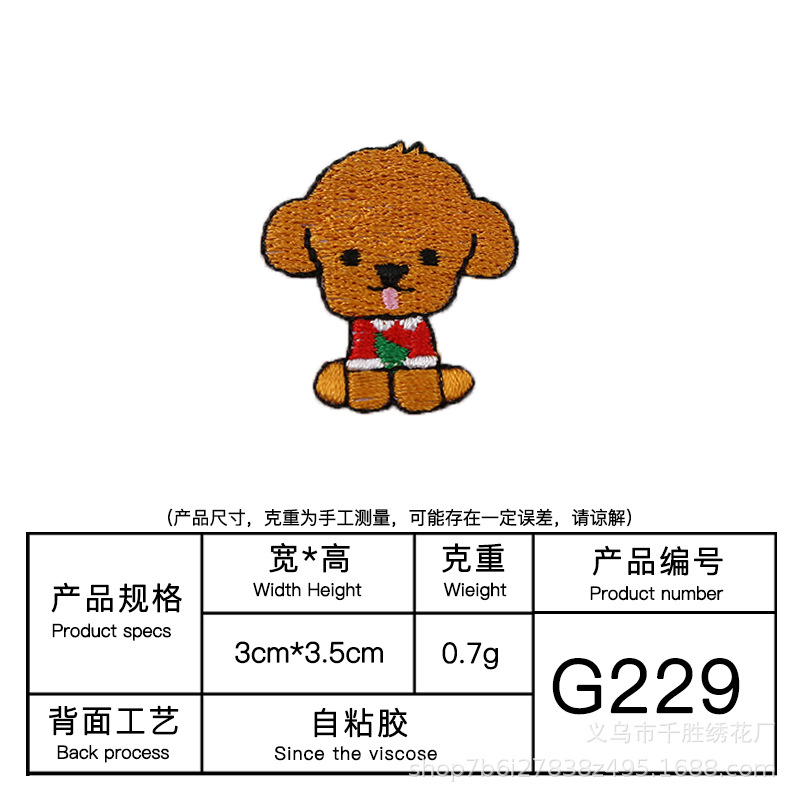 (产品尺寸，克重为手工测量，可能存在一定误差，请谅解)
产品规格
Product specs
宽*高
Width Height
克重
Wieight
产品编号
Product number
3cm*3.5cm
0.7g
G229
背面工艺
Back process
自粘胶
Since the viscose
义乌市千胜绣花厂
shop7b6i27838z495.1688.com